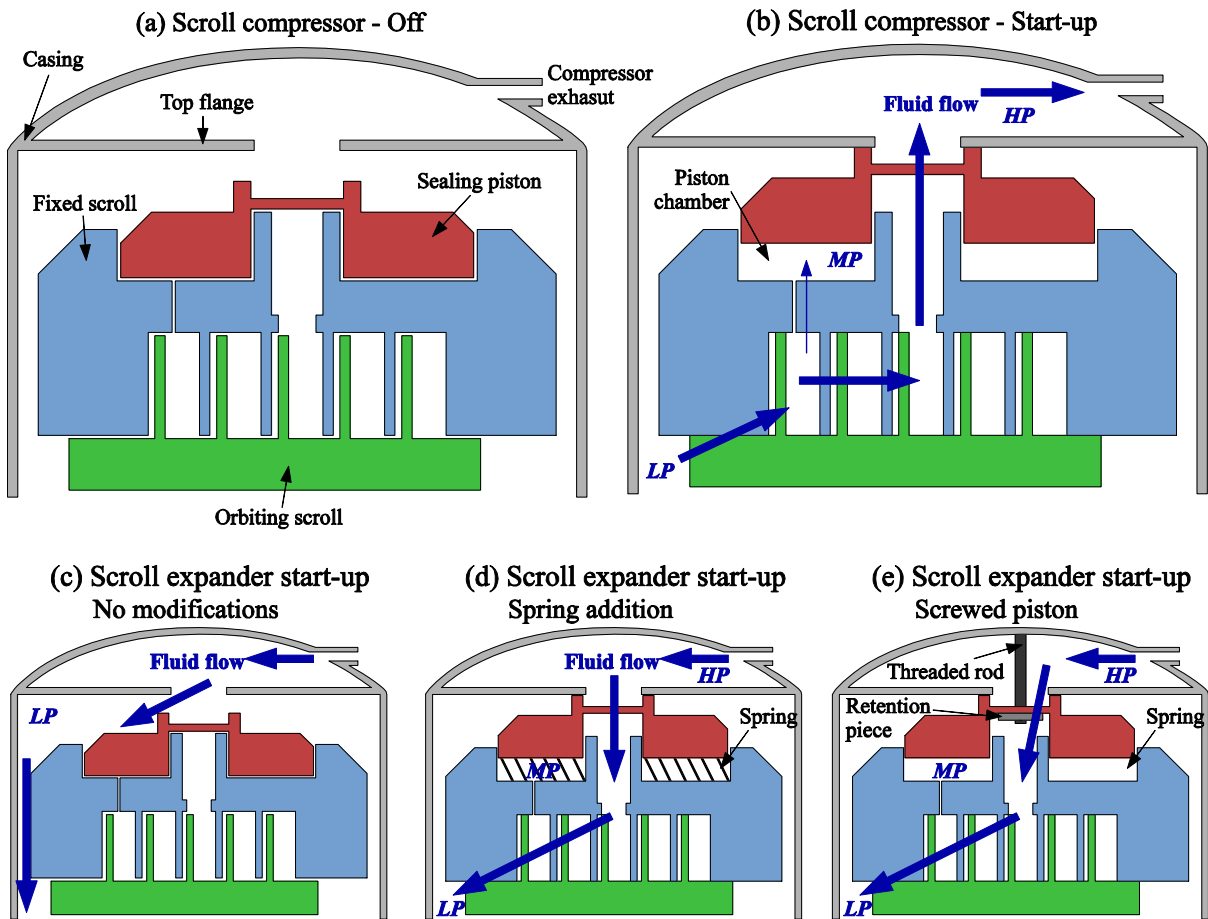 (a) Scroll compressor - Off
Casing
Top flange
Compressor
exhasut
Fixed scroll
Sealing piston
Orbiting scroll
(b) Scroll compressor - Start-up
Fluid flow
HP
Piston
chamber
MP
LP
(c) Scroll expander start-up
No modifications
Fluid flow
LP
(d) Scroll expander start-up
Spring addition
Fluid flow
HP
Spring
MP
LP
(e) Scroll expander start-up
Screwed piston
Threaded rod
HP
Retention
piece
Spring
MP
LP